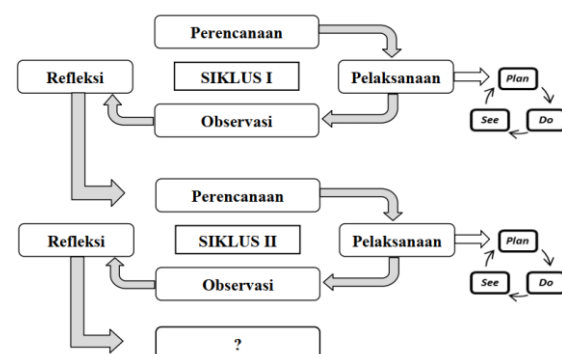 Perencanaan
Refleksi
SIKLUS I
Pelaksanaan
Plan
See
Do
Observasi
Perencanaan
Refleksi
SIKLUS II
Pelaksanaan
Plan
See
Do
Observasi
?